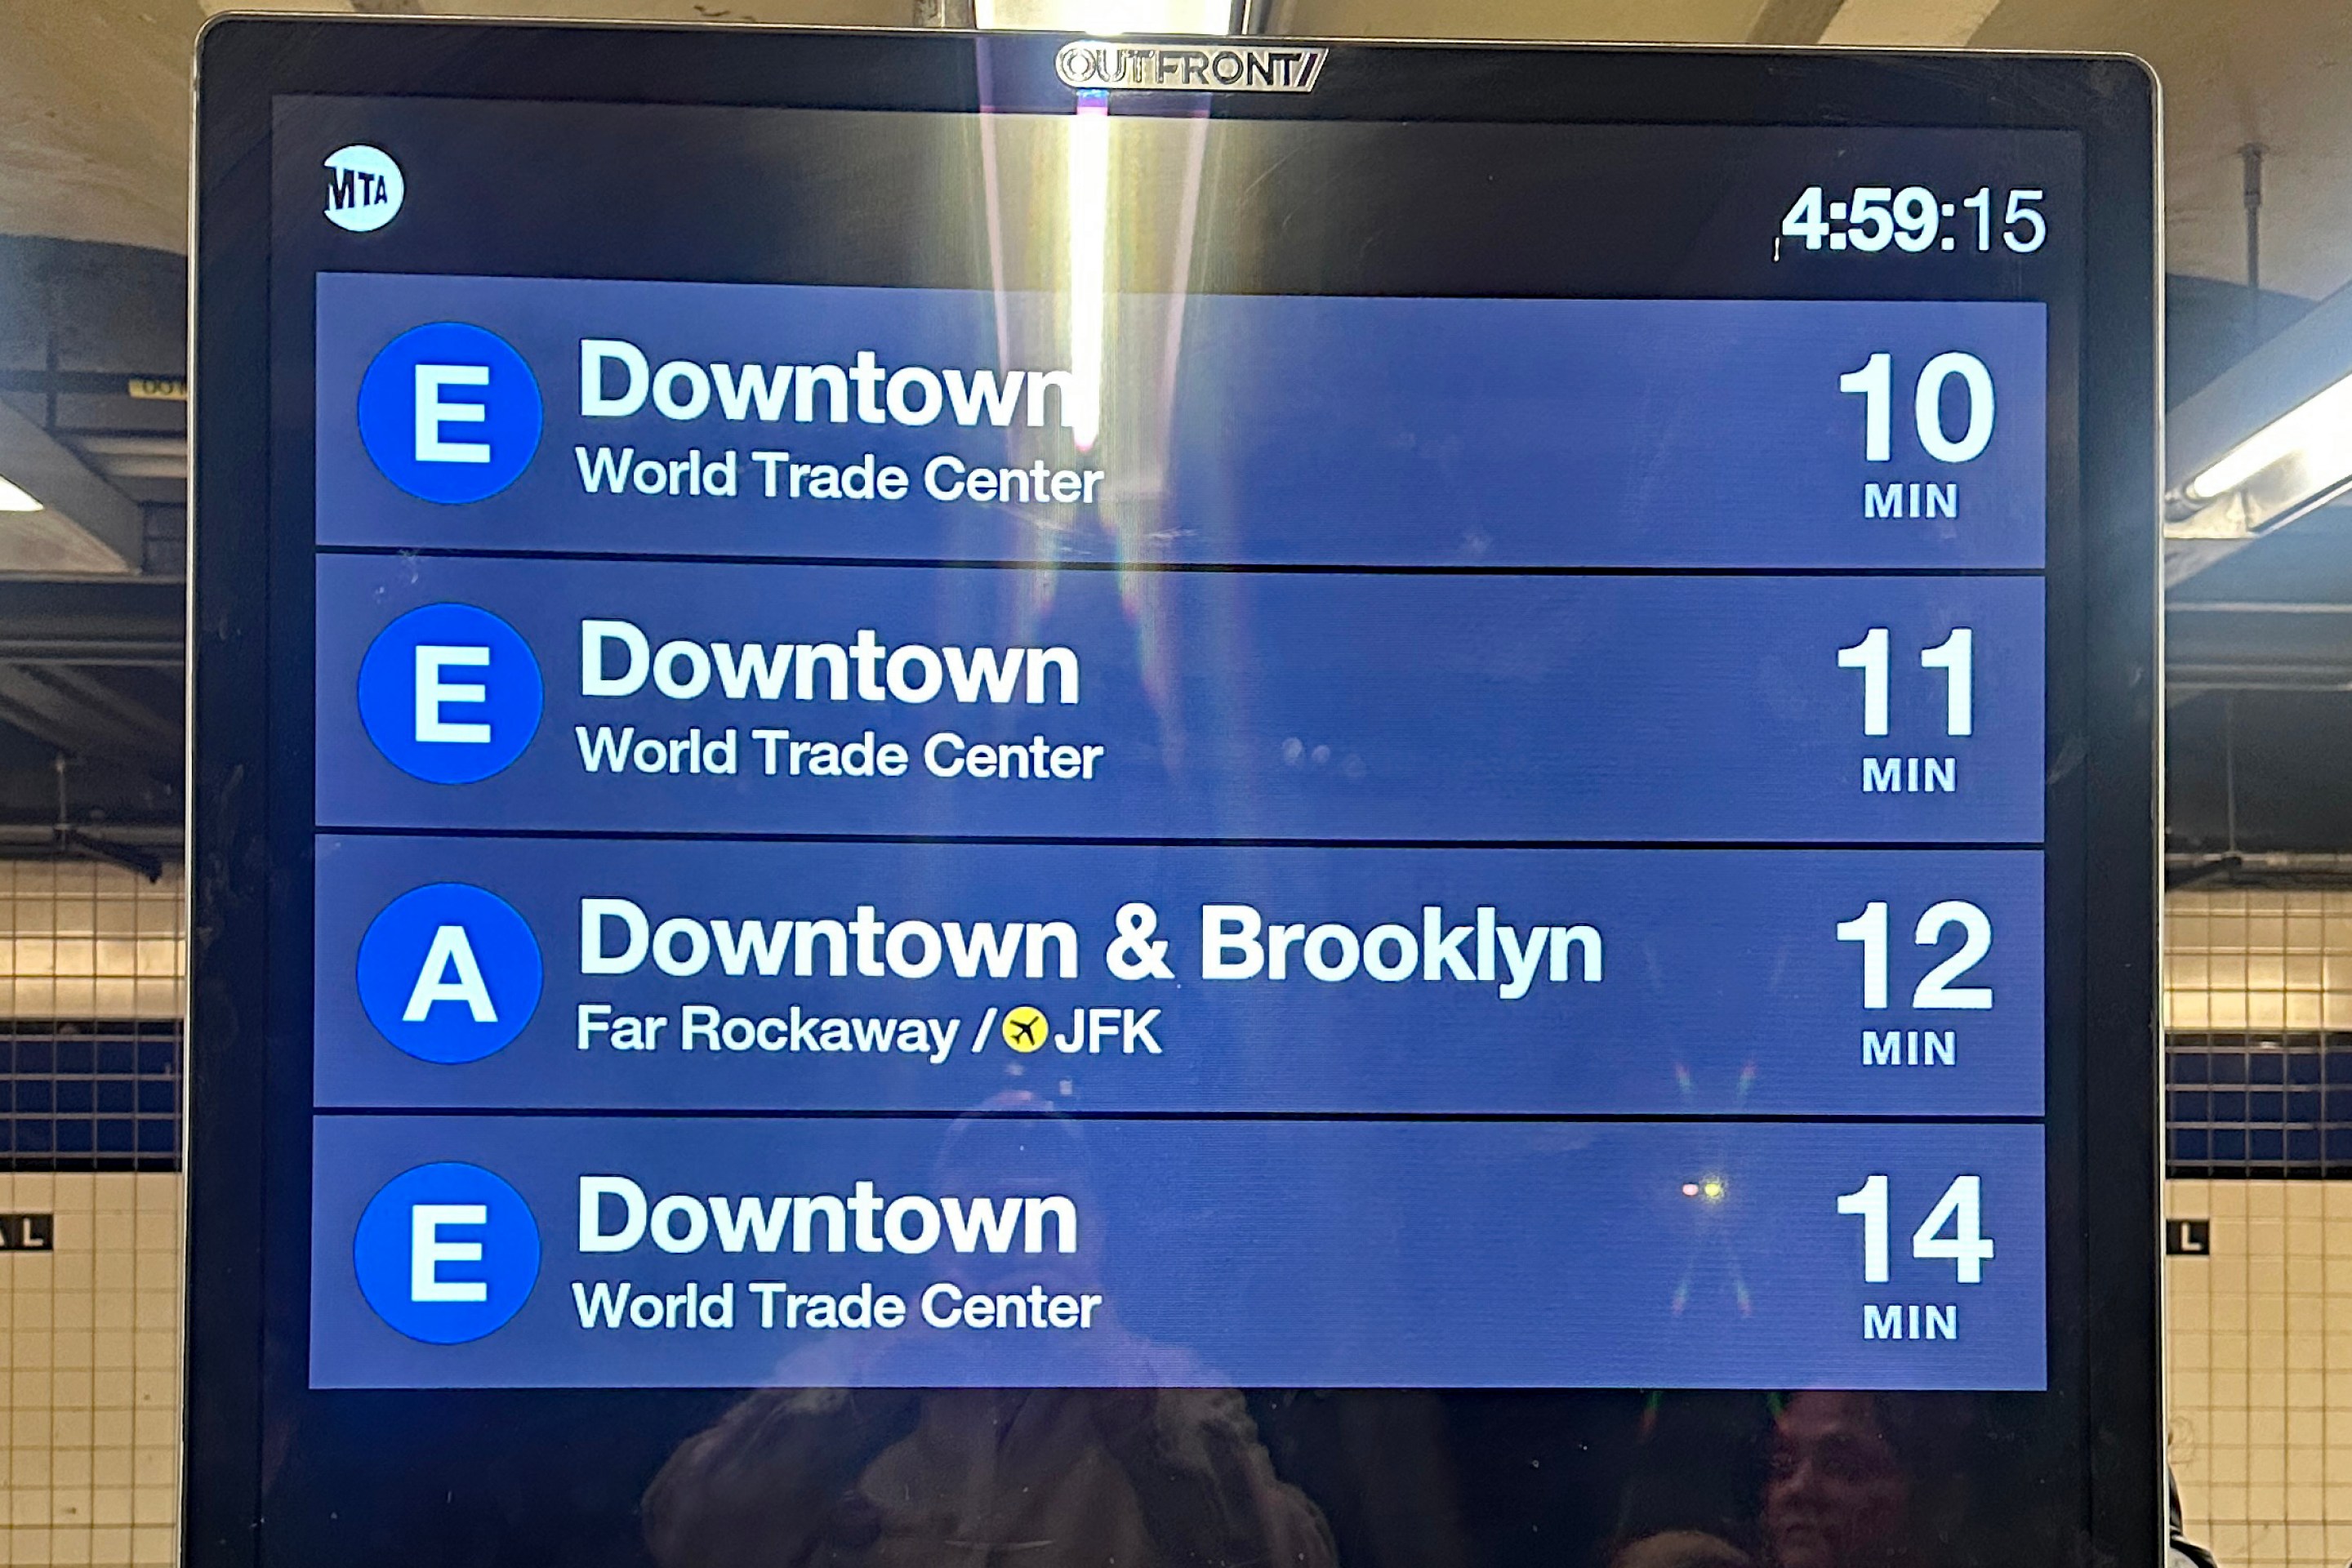 OUTFRONT/
MTA
4:59:15
E Downtown 10
World Trade Center MIN
E Downtown 11
World Trade Center MIN
A Downtown & Brooklyn 12
Far Rockaway / JFK MIN
E Downtown 14
World Trade Center MIN
AL
L